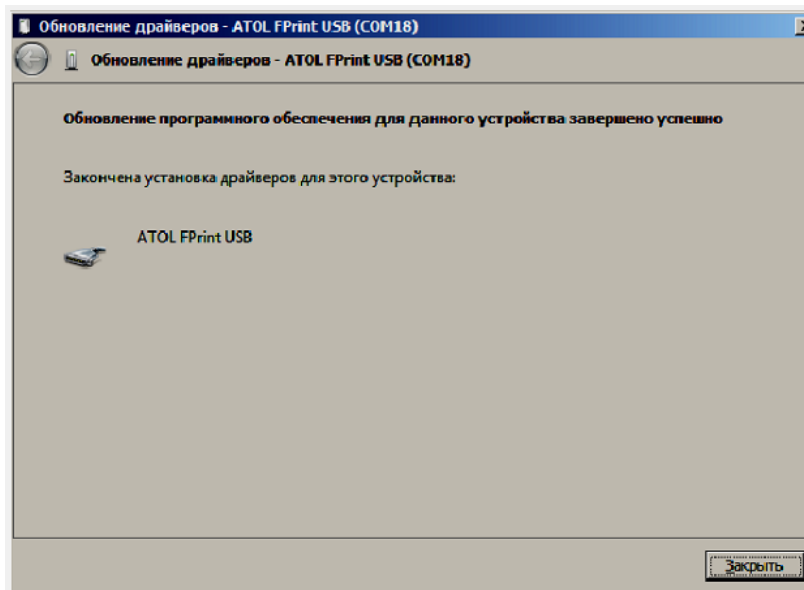 Обновление драйверов - ATOL FPrint USB (COM18)
Обновление драйверов - ATOL FPrint USB (COM18)
Обновление программного обеспечения для данного устройства завершено успешно
Закончена установка драйверов для этого устройства:
ATOL FPrint USB
Закрыть